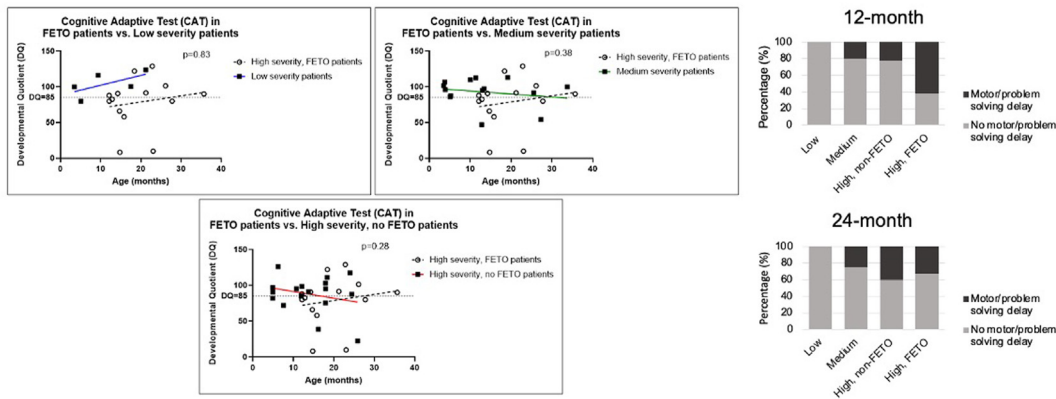 Cognitive Adaptive Test (CAT) in
FETO patients vs. Low severity patients
p=0.83
High severity, FETO patients
Low severity patients
Developmental Quotient (DQ)
150
100
DQ=85
50
0
0 10 20 30 40
Age (months)
Cognitive Adaptive Test (CAT) in
FETO patients vs. Medium severity patients
p=0.38
High severity, FETO patients
Medium severity patients
Developmental Quotient (DQ)
150
100
DQ=85
50
0
0 10 20 30 40
Age (months)
Cognitive Adaptive Test (CAT) in
FETO patients vs. High severity, no FETO patients
p=0.28
High severity, FETO patients
High severity, no FETO patients
Developmental Quotient (DQ)
150
100
DQ=85
50
0
0 10 20 30 40
Age (months)
12-month
Percentage (%)
100
80
60
40
20
0
Low
Medium
High, non-FETO
High, FETO
Motor/problem
solving delay
No motor/problem
solving delay
24-month
Percentage (%)
100
80
60
40
20
0
Low
Medium
High, non-FETO
High, FETO
Motor/problem
solving delay
No motor/problem
solving delay